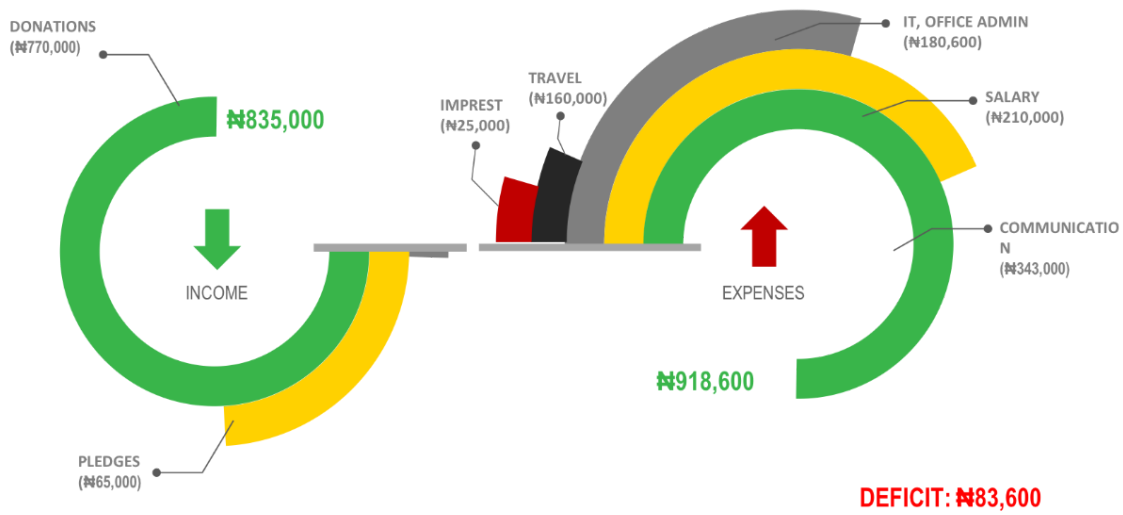 DONATIONS
(₦770,000)
₦835,000
INCOME
PLEDGES
(₦65,000)
IMPREST
(₦25,000)
TRAVEL
(₦160,000)
IT, OFFICE ADMIN
(₦180,600)
SALARY
(₦210,000)
COMMUNICATIO
N
(₦343,000)
EXPENSES
₦918,600
DEFICIT: ₦83,600